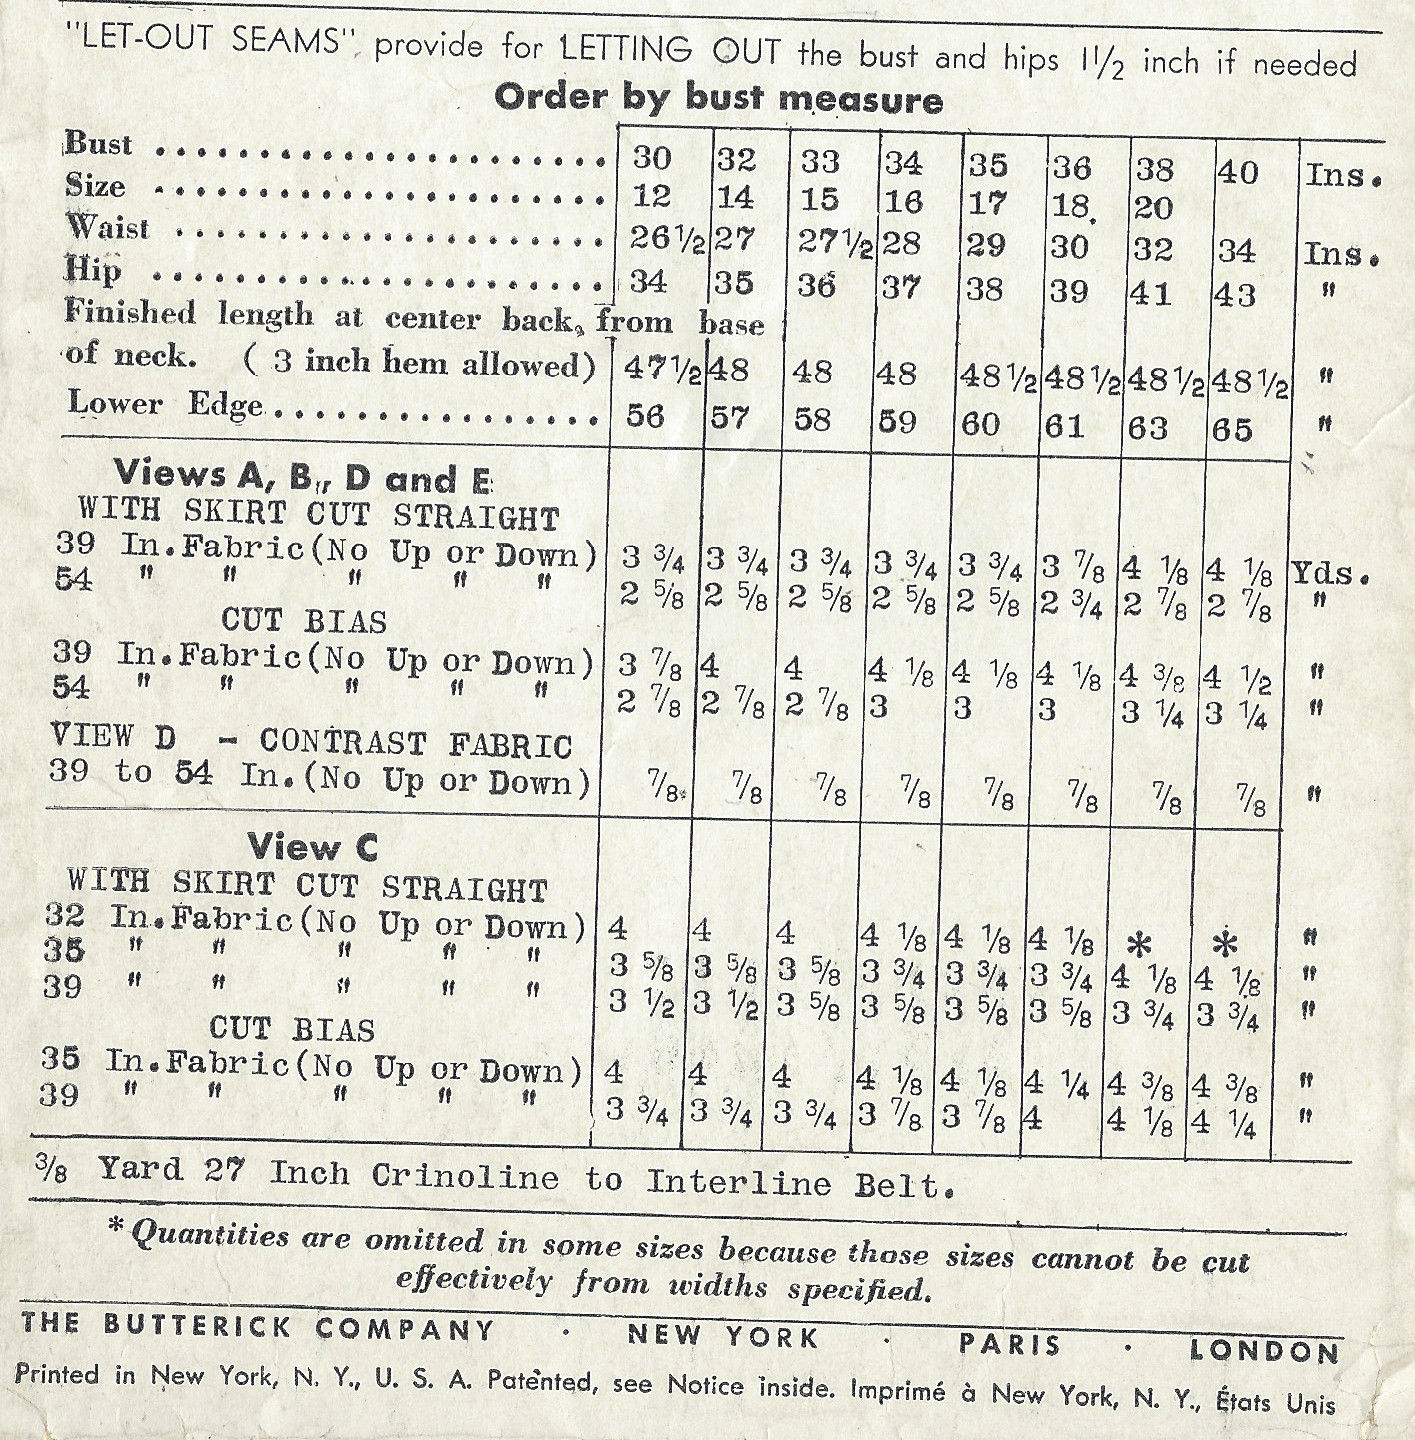 "LET-OUT SEAMS" provide for LETTING OUT the bust and hips 1 1/2 inch if needed
Order by bust measure
Bust ........................ 30 32 33 34 35 36 38 40 Ins.
Size ........................ 12 14 15 16 17 18 20
Waist ..................... 26 1/2 27 27 1/2 28 29 30 32 34 Ins.
Hip ....................... 34 35 36 37 38 39 41 43 "
Finished length at center back, from base
of neck. ( 3 inch hem allowed) 47 1/2 48 48 48 48 1/2 48 1/2 48 1/2 48 1/2 "
Lower Edge.................. 56 57 58 59 60 61 63 65 "
Views A, B,, D and E
WITH SKIRT CUT STRAIGHT
39 In.Fabric(No Up or Down) 3 3/4 3 3/4 3 3/4 3 3/4 3 3/4 3 7/8 4 1/8 4 1/8 Yds.
54 " " " " " 2 5/8 2 5/8 2 5/8 2 5/8 2 5/8 2 3/4 2 7/8 2 7/8 "
CUT BIAS
39 In.Fabric(No Up or Down) 3 7/8 4 4 4 1/8 4 1/8 4 1/8 4 3/8 4 1/2 "
54 " " " " " 2 7/8 2 7/8 2 7/8 3 3 3 3 1/4 3 1/4 "
VIEW D - CONTRAST FABRIC
39 to 54 In.(No Up or Down) 7/8 7/8 7/8 7/8 7/8 7/8 7/8 7/8 "
View C
WITH SKIRT CUT STRAIGHT
32 In.Fabric(No Up or Down) 4 4 4 4 1/8 4 1/8 4 1/8 * * "
35 " " " " " 3 5/8 3 5/8 3 5/8 3 3/4 3 3/4 3 3/4 4 1/8 4 1/8 "
39 " " " " " 3 1/2 3 1/2 3 5/8 3 5/8 3 5/8 3 5/8 3 3/4 3 3/4 "
CUT BIAS
35 In.Fabric(No Up or Down) 4 4 4 4 1/8 4 1/8 4 1/4 4 3/8 4 3/8 "
39 " " " " " 3 3/4 3 3/4 3 3/4 3 7/8 3 7/8 4 4 1/8 4 1/4 "
3/8 Yard 27 Inch Crinoline to Interline Belt.
* Quantities are omitted in some sizes because those sizes cannot be cut
effectively from widths specified.
THE BUTTERICK COMPANY · NEW YORK · PARIS · LONDON
Printed in New York, N. Y., U. S. A. Patented, see Notice inside. Imprimé à New York, N. Y., États Unis